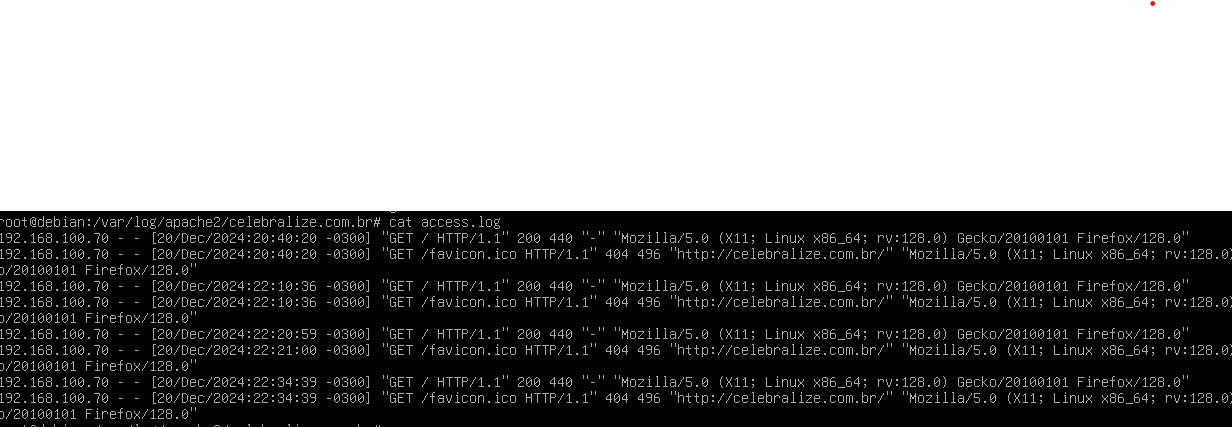 root@debian:/var/log/apache2/celebralize.com.br# cat access.log
192.168.100.70 - - [20/Dec/2024:20:40:20 -0300] "GET / HTTP/1.1" 200 440 "-" "Mozilla/5.0 (X11; Linux x86_64; rv:128.0) Gecko/20100101 Firefox/128.0"
192.168.100.70 - - [20/Dec/2024:20:40:20 -0300] "GET /favicon.ico HTTP/1.1" 404 496 "http://celebralize.com.br/" "Mozilla/5.0 (X11; Linux x86_64; rv:128.0)
o/20100101 Firefox/128.0"
192.168.100.70 - - [20/Dec/2024:22:10:36 -0300] "GET / HTTP/1.1" 200 440 "-" "Mozilla/5.0 (X11; Linux x86_64; rv:128.0) Gecko/20100101 Firefox/128.0"
192.168.100.70 - - [20/Dec/2024:22:10:36 -0300] "GET /favicon.ico HTTP/1.1" 404 496 "http://celebralize.com.br/" "Mozilla/5.0 (X11; Linux x86_64; rv:128.0)
o/20100101 Firefox/128.0"
192.168.100.70 - - [20/Dec/2024:22:20:59 -0300] "GET / HTTP/1.1" 200 440 "-" "Mozilla/5.0 (X11; Linux x86_64; rv:128.0) Gecko/20100101 Firefox/128.0"
192.168.100.70 - - [20/Dec/2024:22:21:00 -0300] "GET /favicon.ico HTTP/1.1" 404 496 "http://celebralize.com.br/" "Mozilla/5.0 (X11; Linux x86_64; rv:128.0)
o/20100101 Firefox/128.0"
192.168.100.70 - - [20/Dec/2024:22:34:39 -0300] "GET / HTTP/1.1" 200 440 "-" "Mozilla/5.0 (X11; Linux x86_64; rv:128.0) Gecko/20100101 Firefox/128.0"
192.168.100.70 - - [20/Dec/2024:22:34:39 -0300] "GET /favicon.ico HTTP/1.1" 404 496 "http://celebralize.com.br/" "Mozilla/5.0 (X11; Linux x86_64; rv:128.0)
o/20100101 Firefox/128.0"